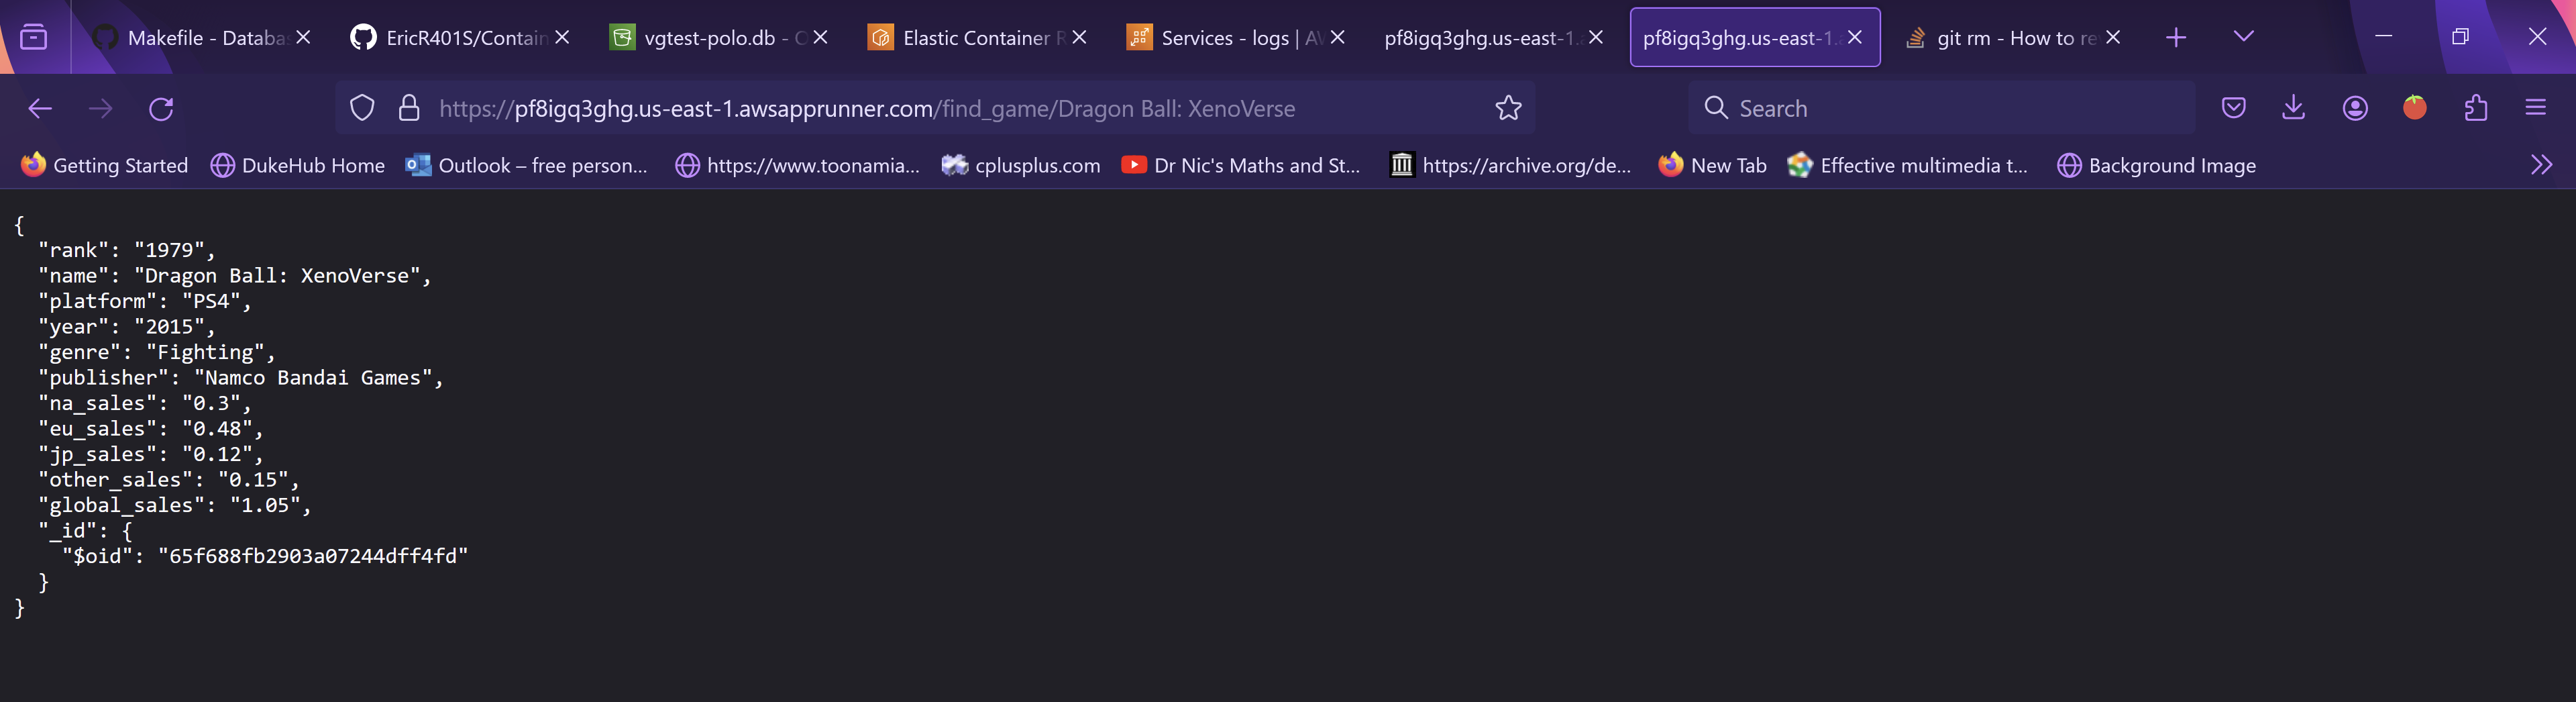 Makefile - Databas
EricR401S/Contain
vgtest-polo.db - O
Elastic Container R
Services - logs | AW
pf8igq3ghg.us-east-1.
pf8igq3ghg.us-east-1.
git rm - How to re
https://pf8igq3ghg.us-east-1.awsapprunner.com/find_game/Dragon Ball: XenoVerse
Search
Getting Started
DukeHub Home
Outlook – free person...
https://www.toonamia...
cplusplus.com
Dr Nic's Maths and St...
https://archive.org/de...
New Tab
Effective multimedia t...
Background Image
{
  "rank": "1979",
  "name": "Dragon Ball: XenoVerse",
  "platform": "PS4",
  "year": "2015",
  "genre": "Fighting",
  "publisher": "Namco Bandai Games",
  "na_sales": "0.3",
  "eu_sales": "0.48",
  "jp_sales": "0.12",
  "other_sales": "0.15",
  "global_sales": "1.05",
  "_id": {
    "$oid": "65f688fb2903a07244dff4fd"
  }
}